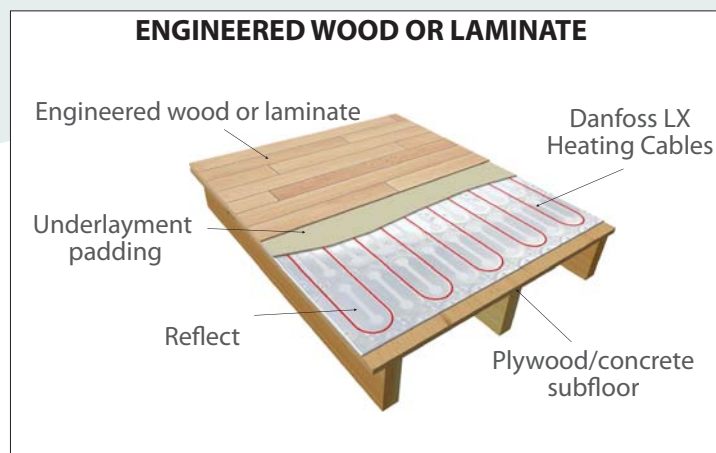 ENGINEERED WOOD OR LAMINATE
Engineered wood or laminate
Danfoss LX
Heating Cables
Underlayment
padding
Reflect
Plywood/concrete
subfloor